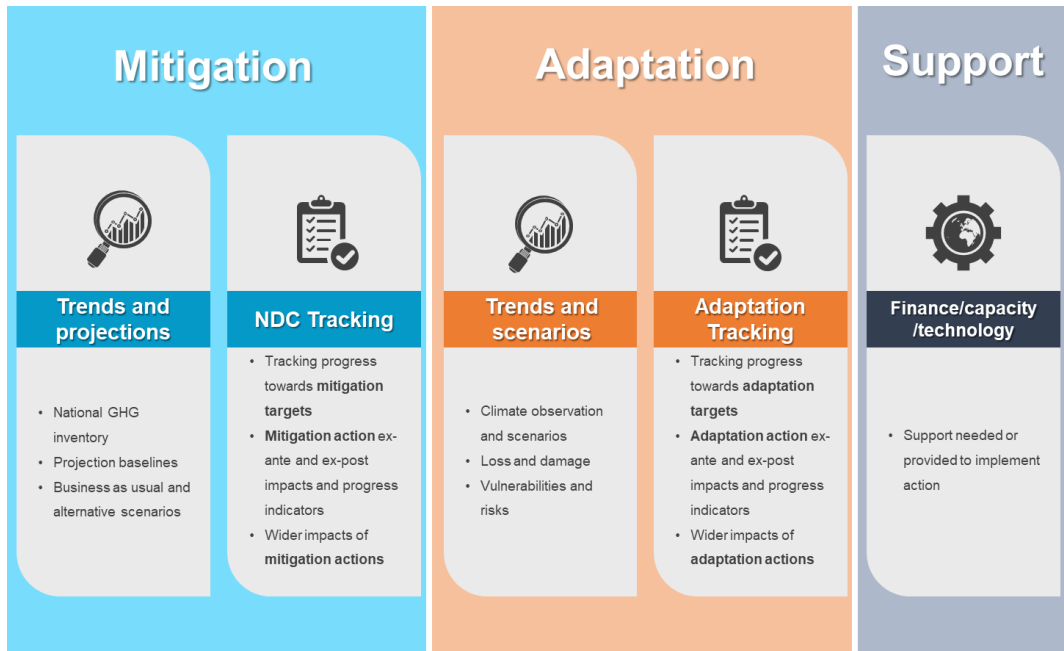 Mitigation
Trends and
projections
• National GHG
inventory
• Projection baselines
• Business as usual and
alternative scenarios
NDC Tracking
• Tracking progress
towards mitigation
targets
• Mitigation action ex-
ante and ex-post
impacts and progress
indicators
• Wider impacts of
mitigation actions
Adaptation
Trends and
scenarios
• Climate observation
and scenarios
• Loss and damage
• Vulnerabilities and
risks
Adaptation
Tracking
• Tracking progress
towards adaptation
targets
• Adaptation action ex-
ante and ex-post
impacts and progress
indicators
• Wider impacts of
adaptation actions
Support
Finance/capacity
/technology
• Support needed or
provided to implement
action